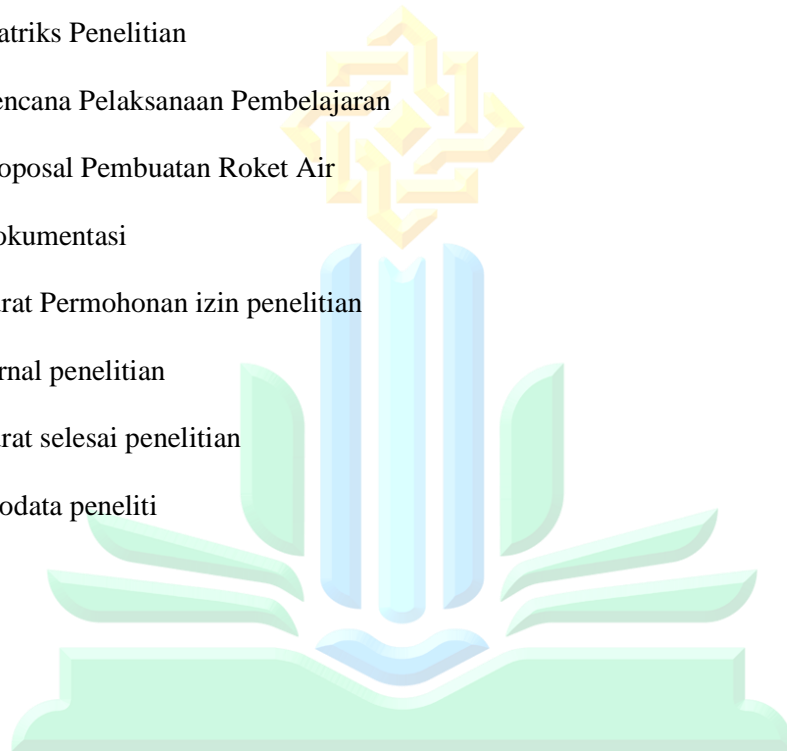 atriks Penelitian
encana Pelaksanaan Pembelajaran
oposal Pembuatan Roket Air
okumentasi
rat Permohonan izin penelitian
rnal penelitian
rat selesai penelitian
odata peneliti